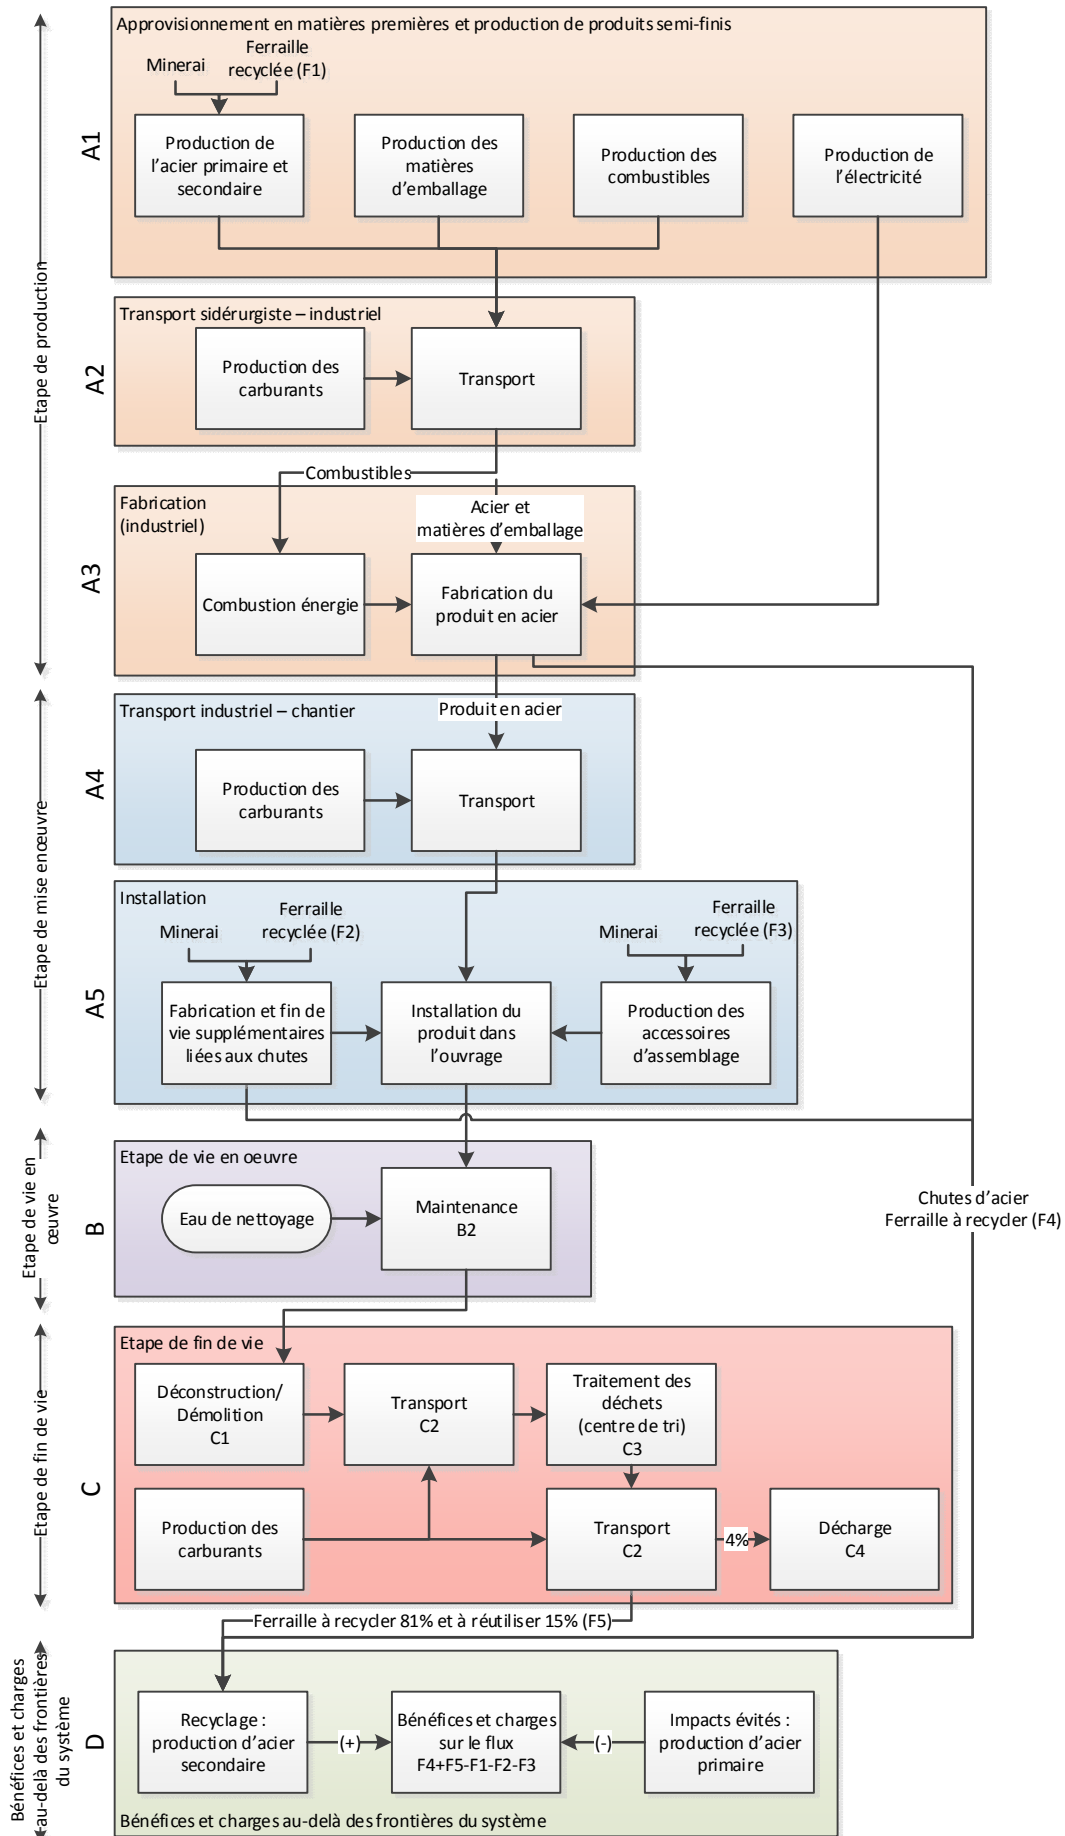 Approvisionnement en matières premières et production de produits semi-finis
Minerai
Ferraille
recyclée (F1)
Production de
l'acier primaire et
secondaire
Production des
matières
d'emballage
Production des
combustibles
Production de
l'électricité
A1
Etape de production
Transport sidérurgiste – industriel
Production des
carburants
Transport
A2
Combustibles
Fabrication
(industriel)
Acier et
matières d'emballage
Combustion énergie
Fabrication du
produit en acier
A3
Transport industriel – chantier
Produit en acier
Production des
carburants
Transport
A4
Etape de mise enœuvre
Installation
Minerai
Ferraille
recyclée (F2)
Minerai
Ferraille
recyclée (F3)
Fabrication et fin de
vie supplémentaires
liées aux chutes
Installation du
produit dans
l'ouvrage
Production des
accessoires
d'assemblage
A5
Etape de vie en oeuvre
Eau de nettoyage
Maintenance
B2
B
Etape de vie en
œuvre
Chutes d'acier
Ferraille à recycler (F4)
Etape de fin de vie
Déconstruction/
Démolition
C1
Transport
C2
Traitement des
déchets
(centre de tri)
C3
Production des
carburants
Transport
C2
4%
Décharge
C4
C
Etape de fin de vie
Ferraille à recycler 81% et à réutiliser 15% (F5)
Recyclage :
production d'acier
secondaire
(+)
Bénéfices et charges
sur le flux
F4+F5-F1-F2-F3
(-)
Impacts évités :
production d'acier
primaire
D
Bénéfices et charges
au-delà des frontières
du système
Bénéfices et charges au-delà des frontières du système